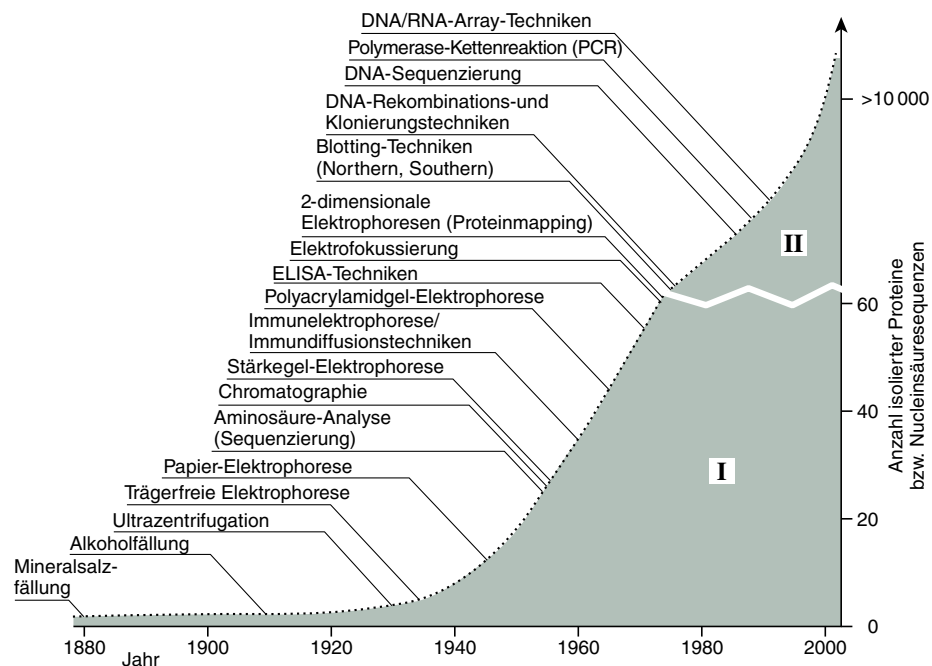 DNA/RNA-Array-Techniken
Polymerase-Kettenreaktion (PCR)
DNA-Sequenzierung
DNA-Rekombinations-und
Klonierungstechniken
Blotting-Techniken
(Northern, Southern)
2-dimensionale
Elektrophoresen (Proteinmapping)
Elektrofokussierung
ELISA-Techniken
Polyacrylamidgel-Elektrophorese
Immunelektrophorese/
Immundiffusionstechniken
Stärkegel-Elektrophorese
Chromatographie
Aminosäure-Analyse
(Sequenzierung)
Papier-Elektrophorese
Trägerfreie Elektrophorese
Ultrazentrifugation
Alkoholfällung
Mineralsalz-
fällung
I
II
>10 000
60
40
20
0
Anzahl isolierter Proteine
bzw. Nucleinsäuresequenzen
1880
1900
1920
1940
1960
1980
2000
Jahr